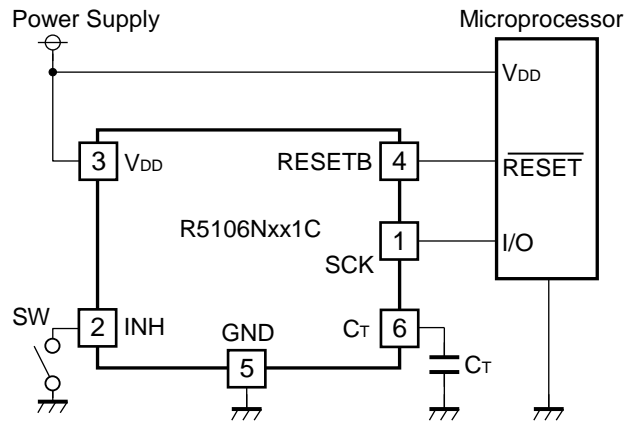 Power Supply
Microprocessor
VDD
3
VDD
RESETB
4
RESET
R5106Nxx1C
1
I/O
SCK
SW
2
INH
GND
CT
6
5
CT